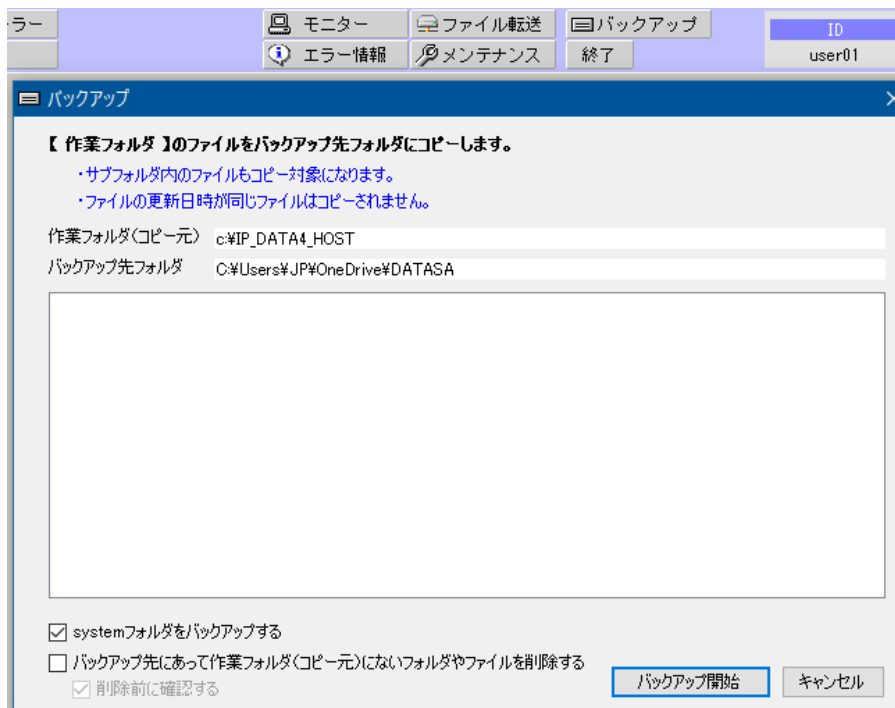 ラー
モニター
ファイル転送
バックアップ
ID
エラー情報
メンテナンス
終了
user01
バックアップ
【 作業フォルダ 】のファイルをバックアップ先フォルダにコピーします。
・サブフォルダ内のファイルもコピー対象になります。
・ファイルの更新日時が同じファイルはコピーされません。
作業フォルダ(コピー元) c:¥IP_DATA4_HOST
バックアップ先フォルダ C:¥Users¥JP¥OneDrive¥DATASA
systemフォルダをバックアップする
バックアップ先にあって作業フォルダ(コピー元)にないフォルダやファイルを削除する
削除前に確認する
バックアップ開始
キャンセル